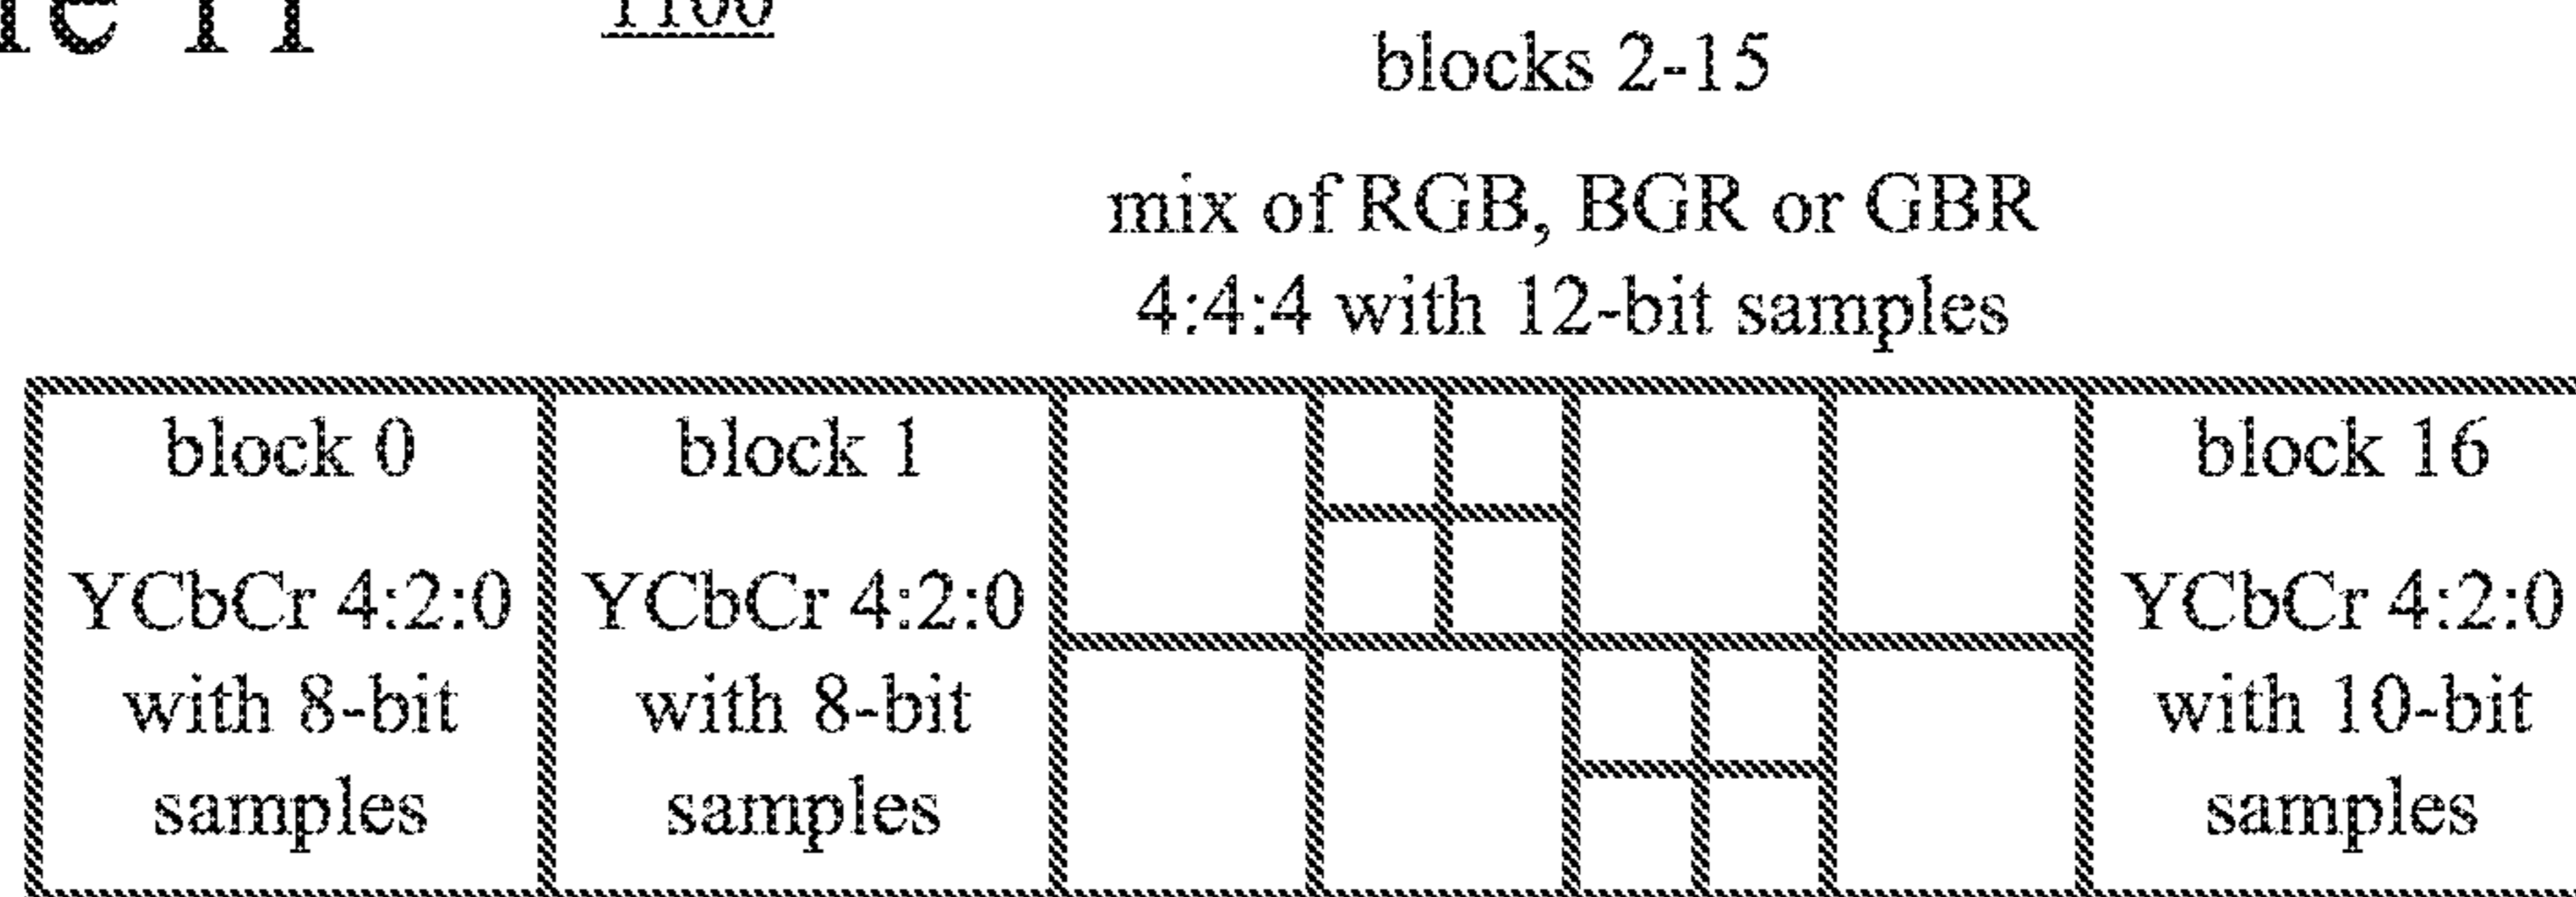 1100
blocks 2-15
mix of RGB, BGR or GBR
4:4:4 with 12-bit samples
block 0
YCbCr 4:2:0
with 8-bit
samples
block 1
YCbCr 4:2:0
with 8-bit
samples
block 16
YCbCr 4:2:0
with 10-bit
samples